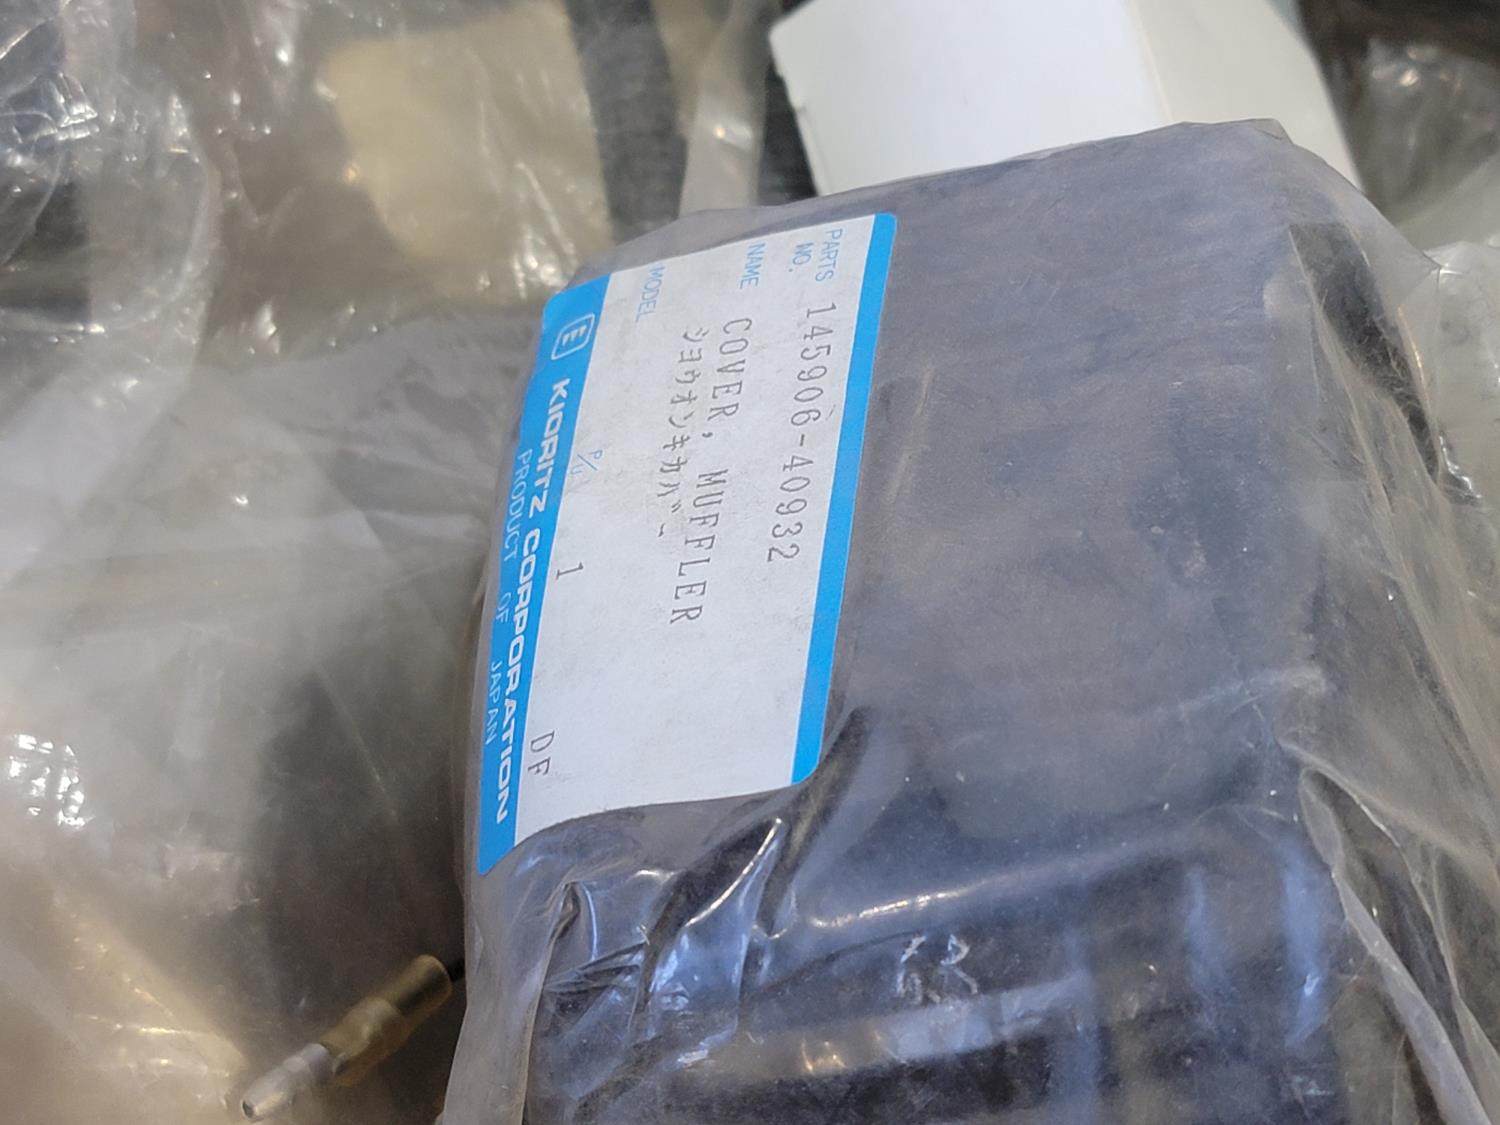 PARTS NO. 145906-40932
NAME COVER, MUFFLER
ショウオンキカバー
MODEL
P/U 1 DF
E KIORITZ CORPORATION
PRODUCT OF JAPAN